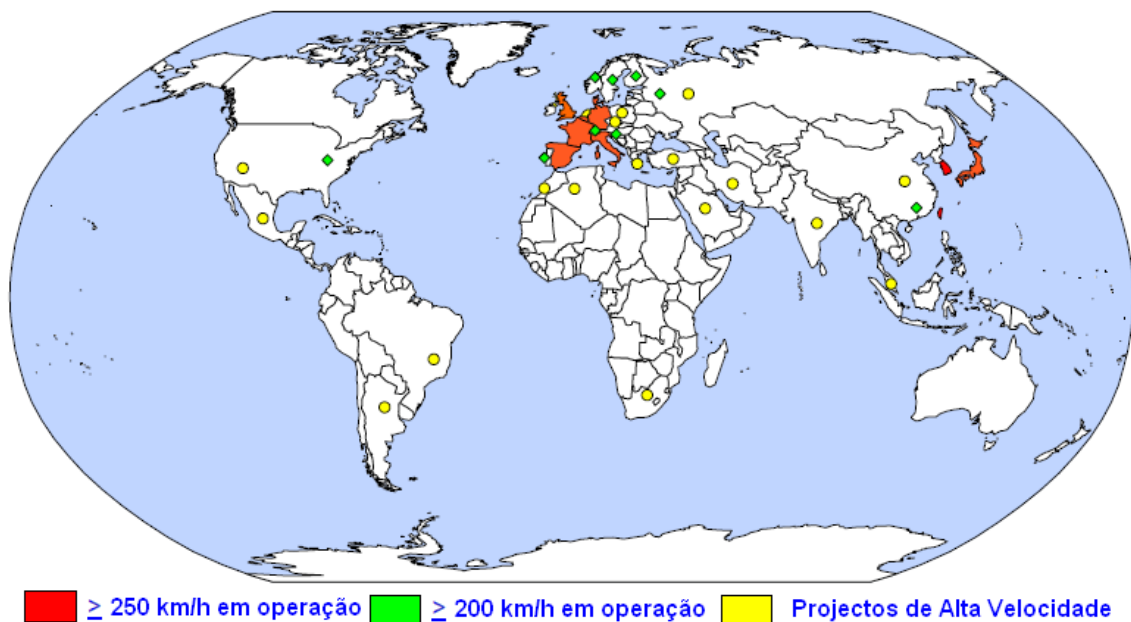 ≥ 250 km/h em operação ≥ 200 km/h em operação Projectos de Alta Velocidade